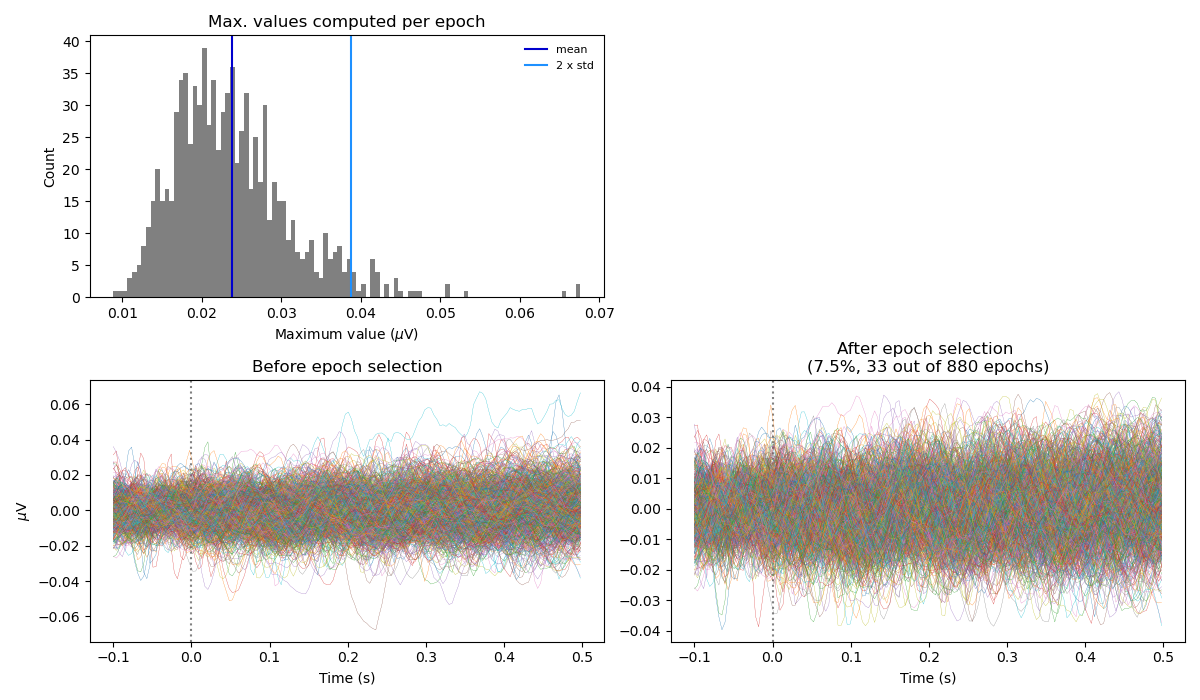 Max. values computed per epoch
mean
2 x std
Count
40
35
30
25
20
15
10
5
0
0.01 0.02 0.03 0.04 0.05 0.06 0.07
Maximum value (μV)
Before epoch selection
μV
0.06
0.04
0.02
0.00
−0.02
−0.04
−0.06
−0.1 0.0 0.1 0.2 0.3 0.4 0.5
Time (s)
After epoch selection
(7.5%, 33 out of 880 epochs)
0.04
0.03
0.02
0.01
0.00
−0.01
−0.02
−0.03
−0.04
−0.1 0.0 0.1 0.2 0.3 0.4 0.5
Time (s)